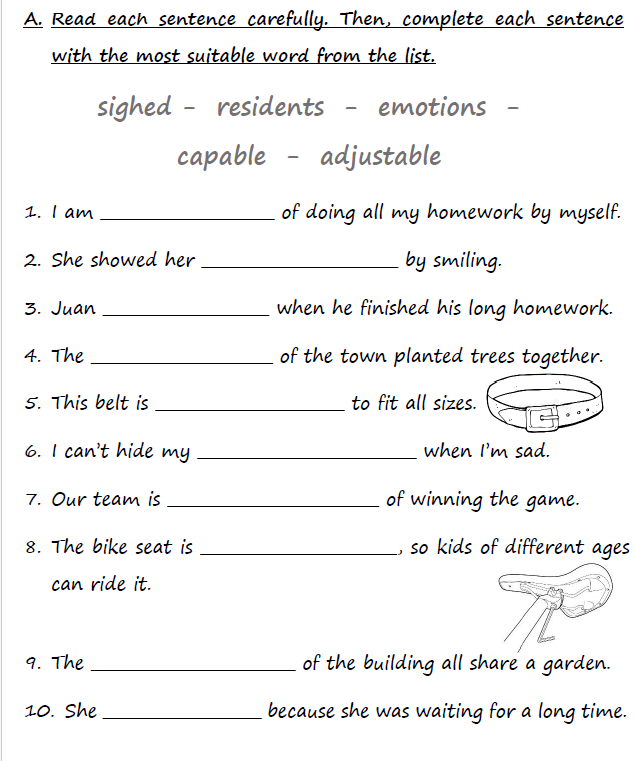 A. Read each sentence carefully. Then, complete each sentence
with the most suitable word from the list.
sighed - residents - emotions -
capable - adjustable
1. I am _______________ of doing all my homework by myself.
2. She showed her _________________ by smiling.
3. Juan ______________ when he finished his long homework.
4. The ________________ of the town planted trees together.
5. This belt is ________________ to fit all sizes.
6. I can't hide my ___________________ when I'm sad.
7. Our team is __________________ of winning the game.
8. The bike seat is _________________, so kids of different ages
can ride it.
9. The __________________ of the building all share a garden.
10. She ______________ because she was waiting for a long time.